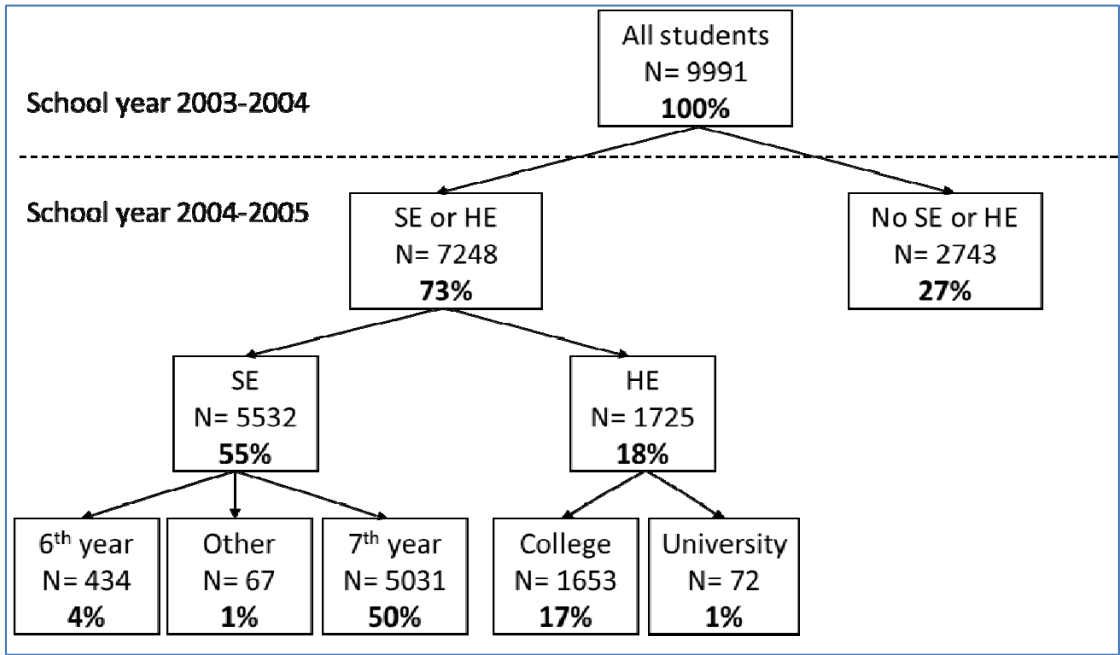 All students
N= 9991
100%
School year 2003-2004
School year 2004-2005
SE or HE
N= 7248
73%
No SE or HE
N= 2743
27%
SE
N= 5532
55%
HE
N= 1725
18%
6th year
N= 434
4%
Other
N= 67
1%
7th year
N= 5031
50%
College
N= 1653
17%
University
N= 72
1%